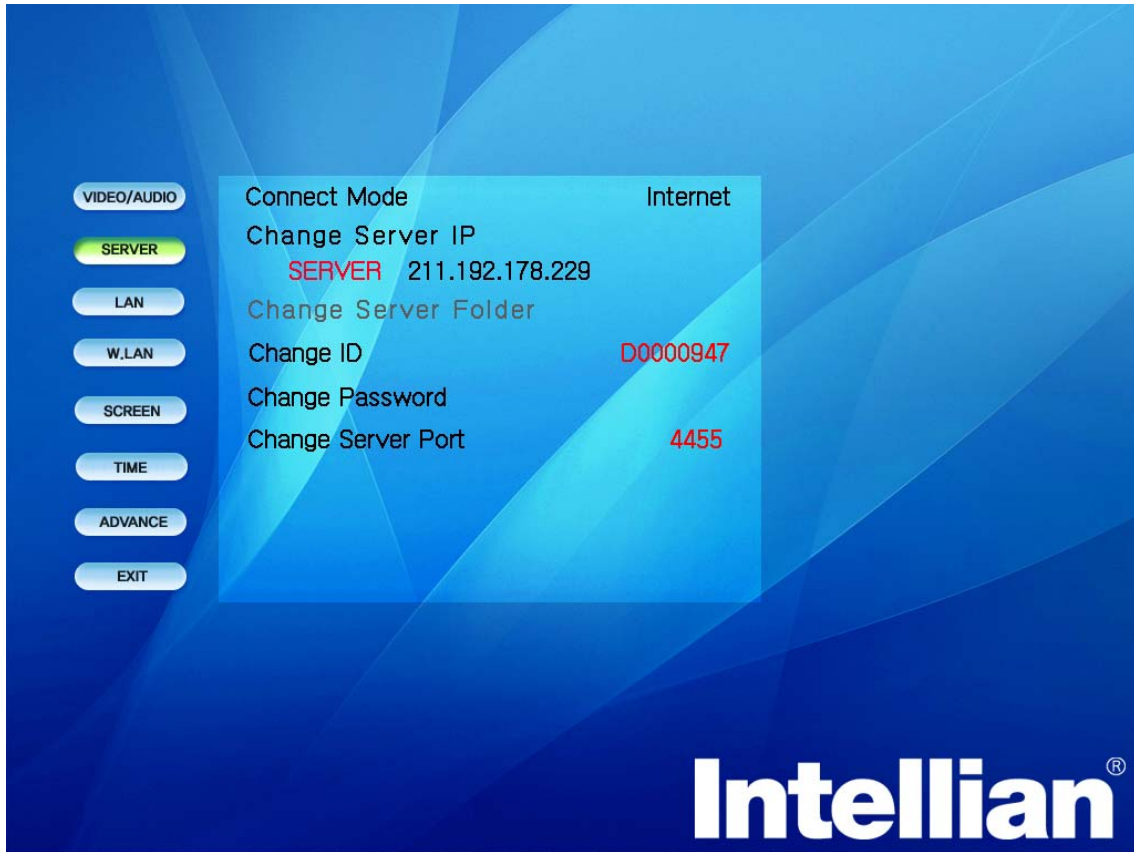 VIDEO/AUDIO
SERVER
LAN
W.LAN
SCREEN
TIME
ADVANCE
EXIT
Connect Mode Internet
Change Server IP
SERVER 211.192.178.229
Change Server Folder
Change ID D0000947
Change Password
Change Server Port 4455
Intellian®